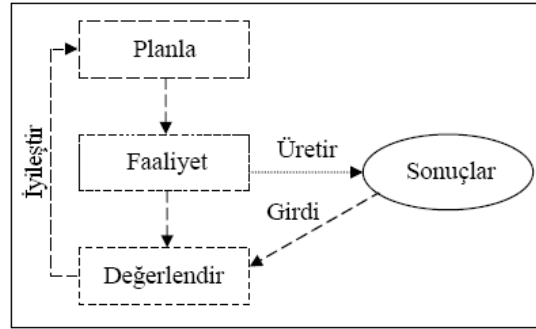 Planla
İyileştir
Faaliyet
Üretir
Sonuçlar
Girdi
Değerlendir